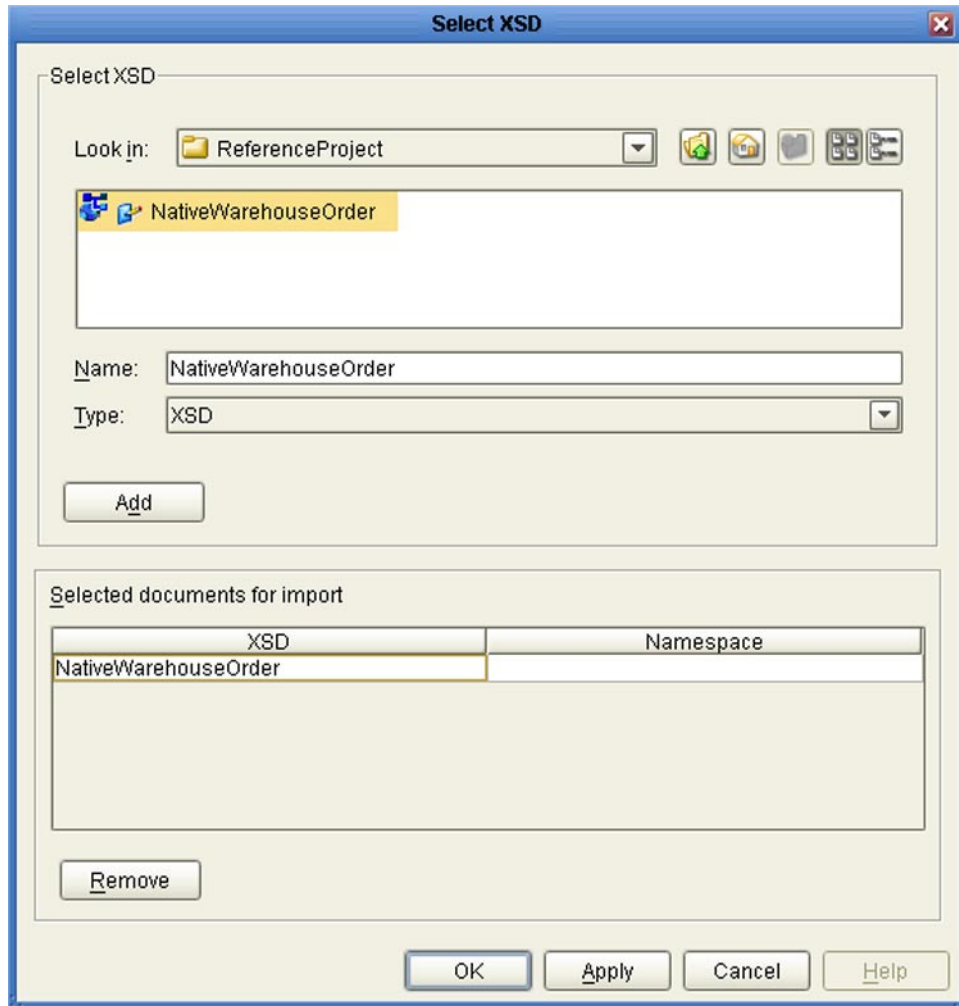 Select XSD
Select XSD
Look in: ReferenceProject
NativeWarehouseOrder
Name: NativeWarehouseOrder
Type: XSD
Add
Selected documents for import
XSD Namespace
NativeWarehouseOrder
Remove
OK Apply Cancel Help